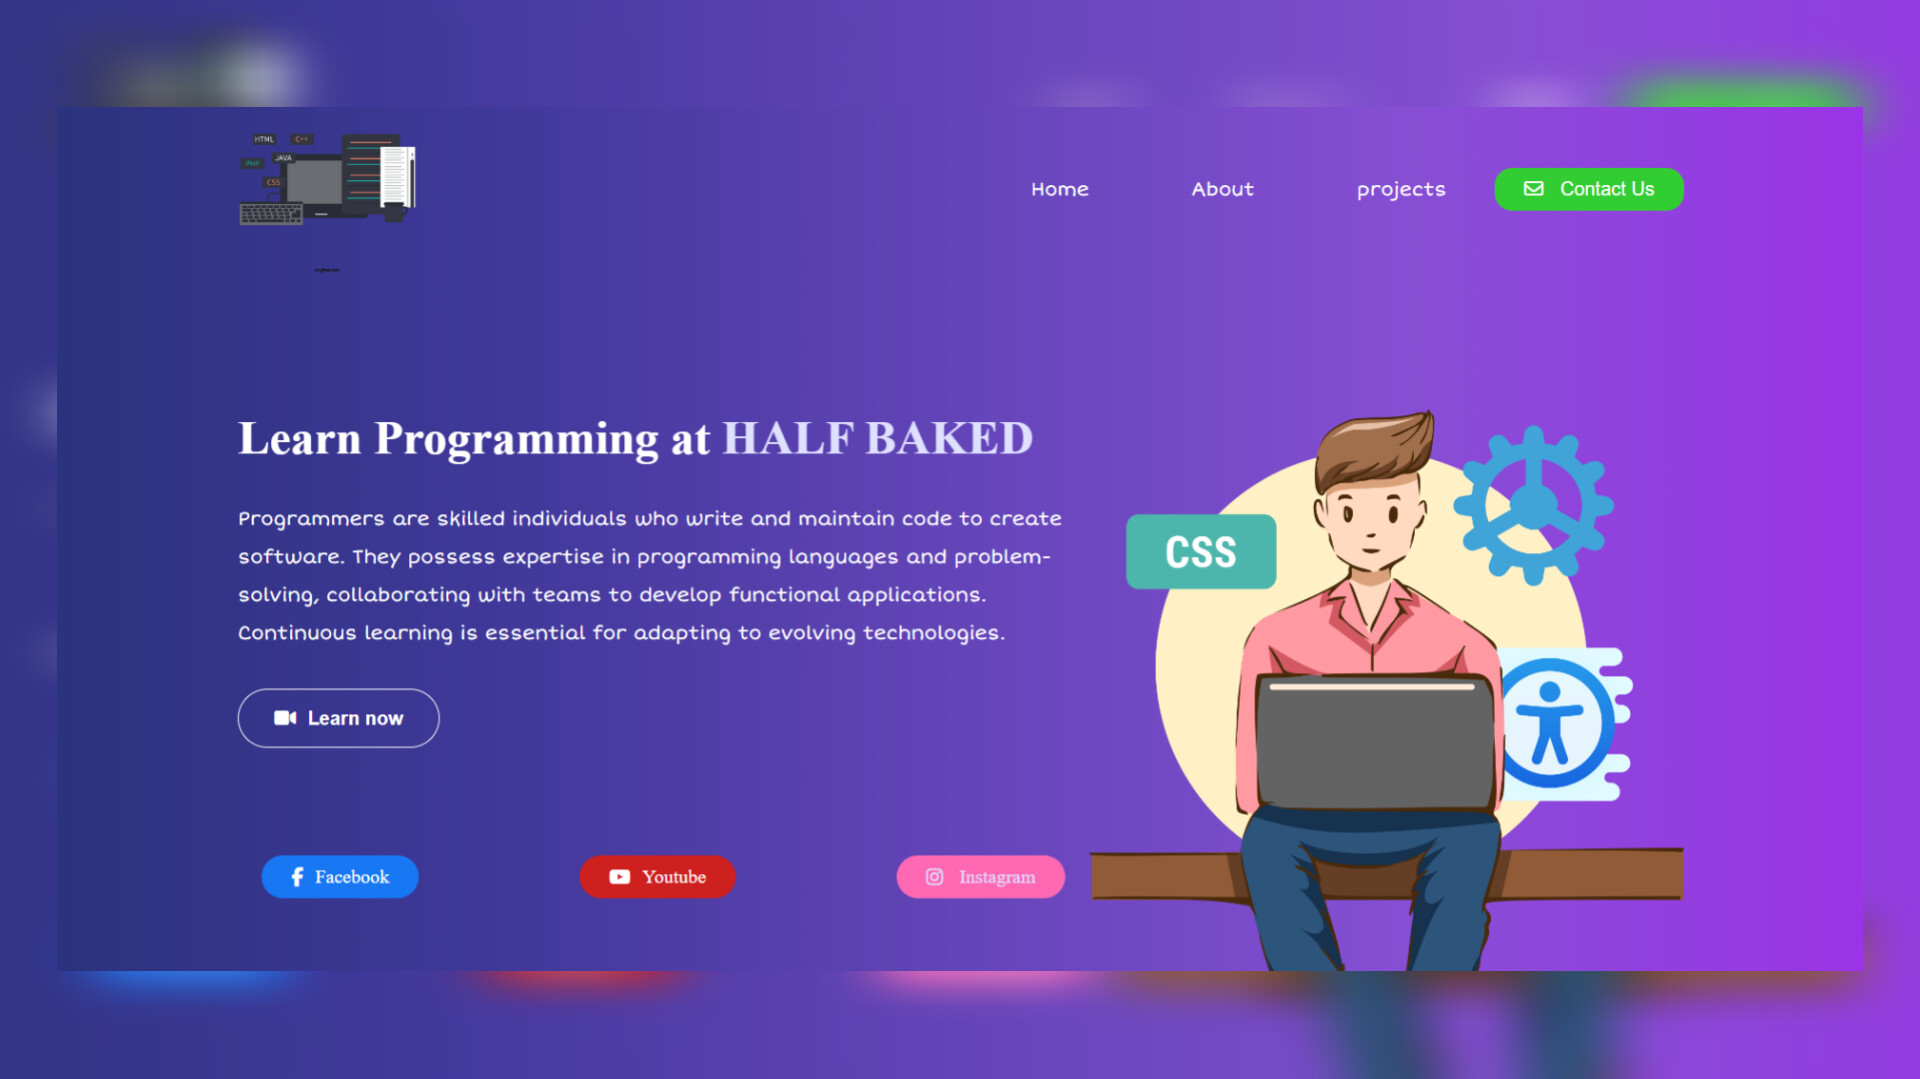 HTML
C++
JAVA
PHP
CSS
Home
About
projects
Contact Us
Learn Programming at HALF BAKED
Programmers are skilled individuals who write and maintain code to create
software. They possess expertise in programming languages and problem-
solving, collaborating with teams to develop functional applications.
Continuous learning is essential for adapting to evolving technologies.
Learn now
CSS
Facebook
Youtube
Instagram